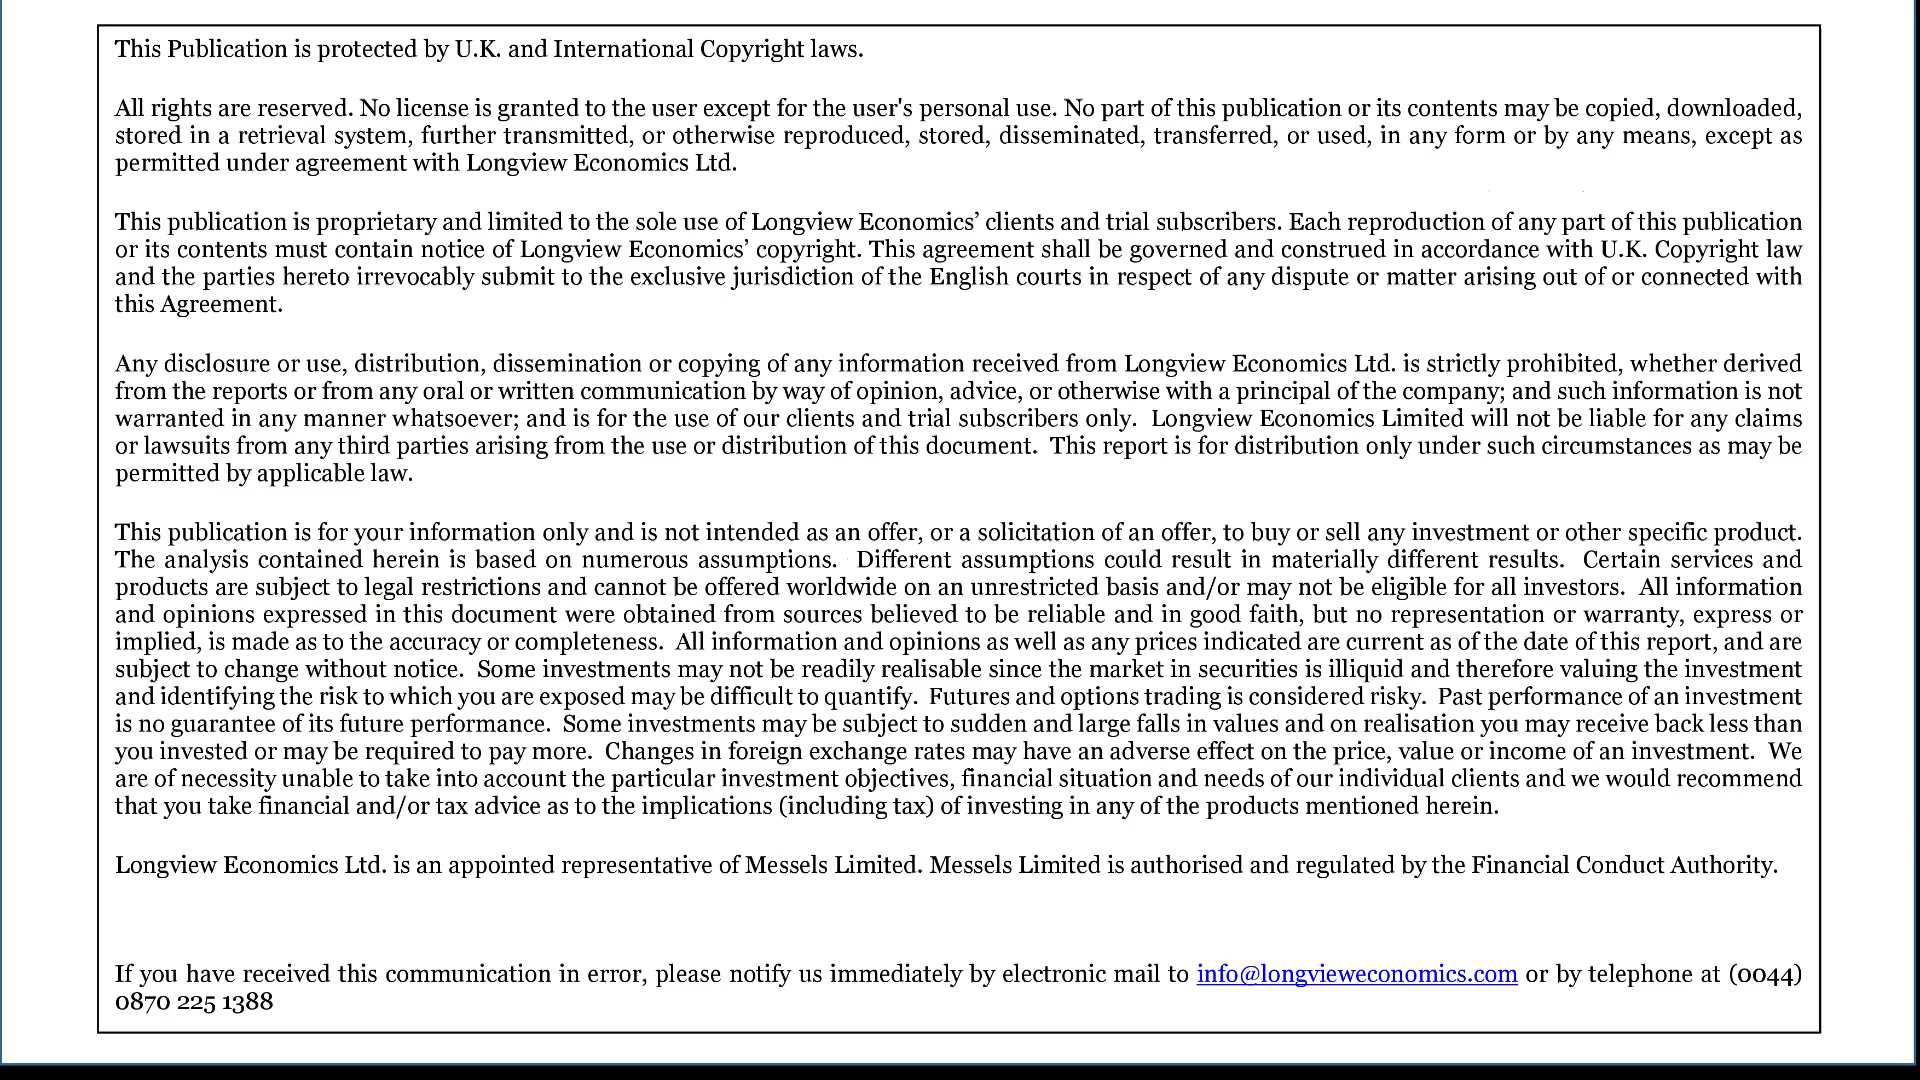 This Publication is protected by U.K. and International Copyright laws.
All rights are reserved. No license is granted to the user except for the user's personal use. No part of this publication or its contents may be copied, downloaded,
stored in a retrieval system, further transmitted, or otherwise reproduced, stored, disseminated, transferred, or used, in any form or by any means, except as
permitted under agreement with Longview Economics Ltd.
This publication is proprietary and limited to the sole use of Longview Economics’ clients and trial subscribers. Each reproduction of any part of this publication
or its contents must contain notice of Longview Economics’ copyright. This agreement shall be governed and construed in accordance with U.K. Copyright law
and the parties hereto irrevocably submit to the exclusive jurisdiction of the English courts in respect of any dispute or matter arising out of or connected with
this Agreement.
Any disclosure or use, distribution, dissemination or copying of any information received from Longview Economics Ltd. is strictly prohibited, whether derived
from the reports or from any oral or written communication by way of opinion, advice, or otherwise with a principal of the company; and such information is not
warranted in any manner whatsoever; and is for the use of our clients and trial subscribers only.  Longview Economics Limited will not be liable for any claims
or lawsuits from any third parties arising from the use or distribution of this document.  This report is for distribution only under such circumstances as may be
permitted by applicable law.
This publication is for your information only and is not intended as an offer, or a solicitation of an offer, to buy or sell any investment or other specific product.
The analysis contained herein is based on numerous assumptions.  Different assumptions could result in materially different results.  Certain services and
products are subject to legal restrictions and cannot be offered worldwide on an unrestricted basis and/or may not be eligible for all investors.  All information
and opinions expressed in this document were obtained from sources believed to be reliable and in good faith, but no representation or warranty, express or
implied, is made as to the accuracy or completeness.  All information and opinions as well as any prices indicated are current as of the date of this report, and are
subject to change without notice.  Some investments may not be readily realisable since the market in securities is illiquid and therefore valuing the investment
and identifying the risk to which you are exposed may be difficult to quantify.  Futures and options trading is considered risky.  Past performance of an investment
is no guarantee of its future performance.  Some investments may be subject to sudden and large falls in values and on realisation you may receive back less than
you invested or may be required to pay more.  Changes in foreign exchange rates may have an adverse effect on the price, value or income of an investment.  We
are of necessity unable to take into account the particular investment objectives, financial situation and needs of our individual clients and we would recommend
that you take financial and/or tax advice as to the implications (including tax) of investing in any of the products mentioned herein.
Longview Economics Ltd. is an appointed representative of Messels Limited. Messels Limited is authorised and regulated by the Financial Conduct Authority.
If you have received this communication in error, please notify us immediately by electronic mail to info@longvieweconomics.com or by telephone at (0044)
0870 225 1388